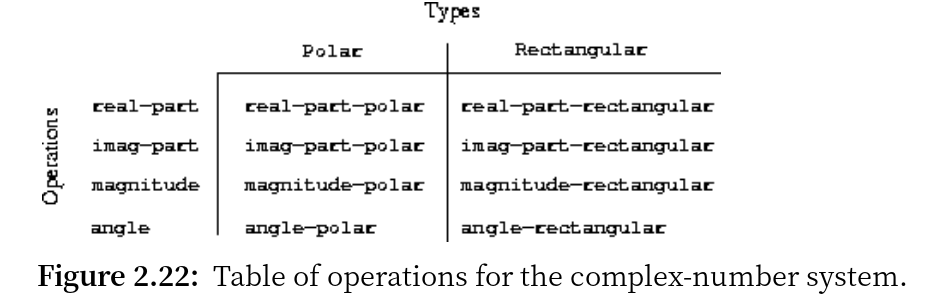 Types
Polar Rectangular
Operations
real-part real-part-polar real-part-rectangular
imag-part imag-part-polar imag-part-rectangular
magnitude magnitude-polar magnitude-rectangular
angle angle-polar angle-rectangular
Figure 2.22: Table of operations for the complex-number system.